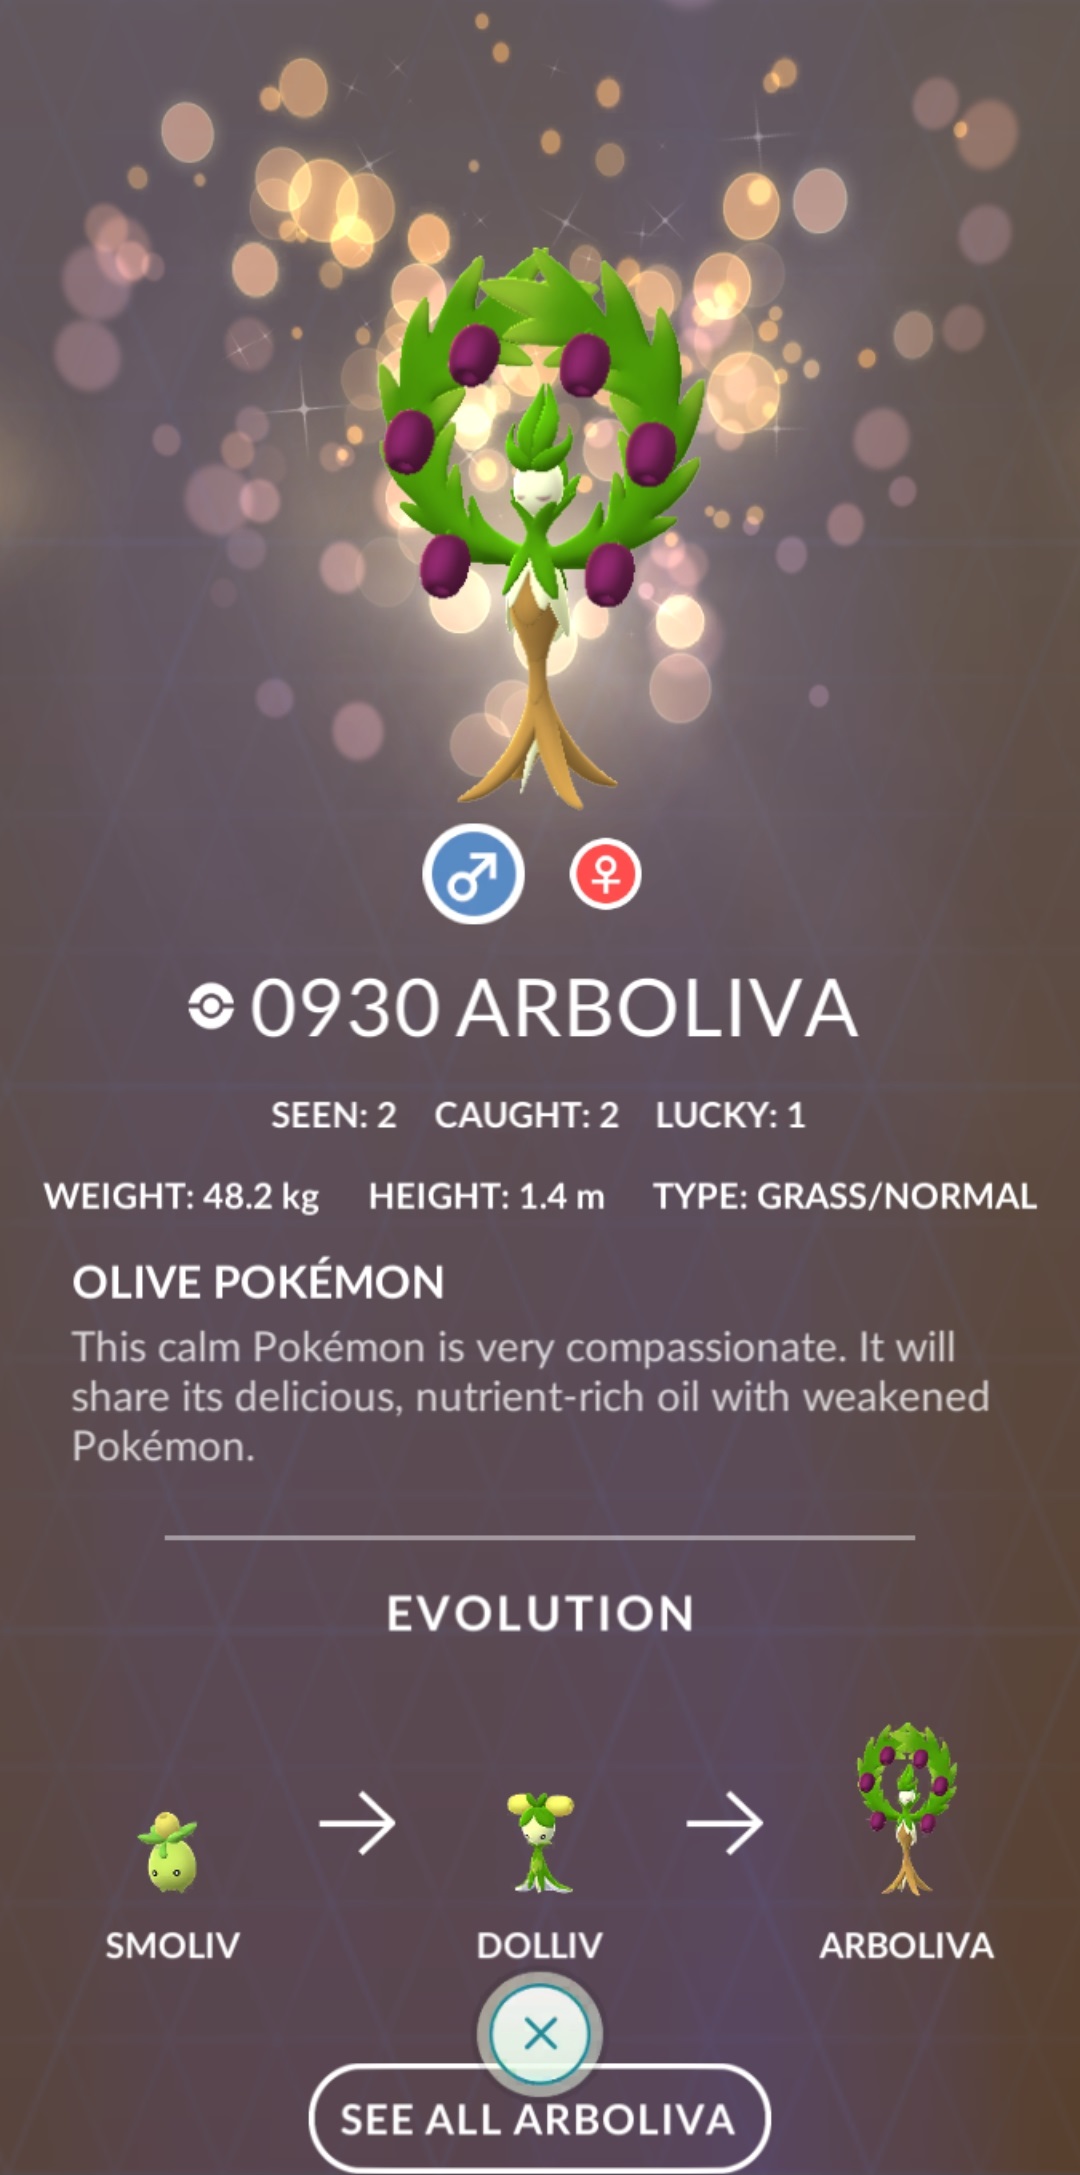 0930 ARBOLIVA
SEEN: 2 CAUGHT: 2 LUCKY: 1
WEIGHT: 48.2 kg HEIGHT: 1.4 m TYPE: GRASS/NORMAL
OLIVE POKÉMON
This calm Pokémon is very compassionate. It will
share its delicious, nutrient-rich oil with weakened
Pokémon.
EVOLUTION
SMOLIV DOLLIV ARBOLIVA
SEE ALL ARBOLIVA